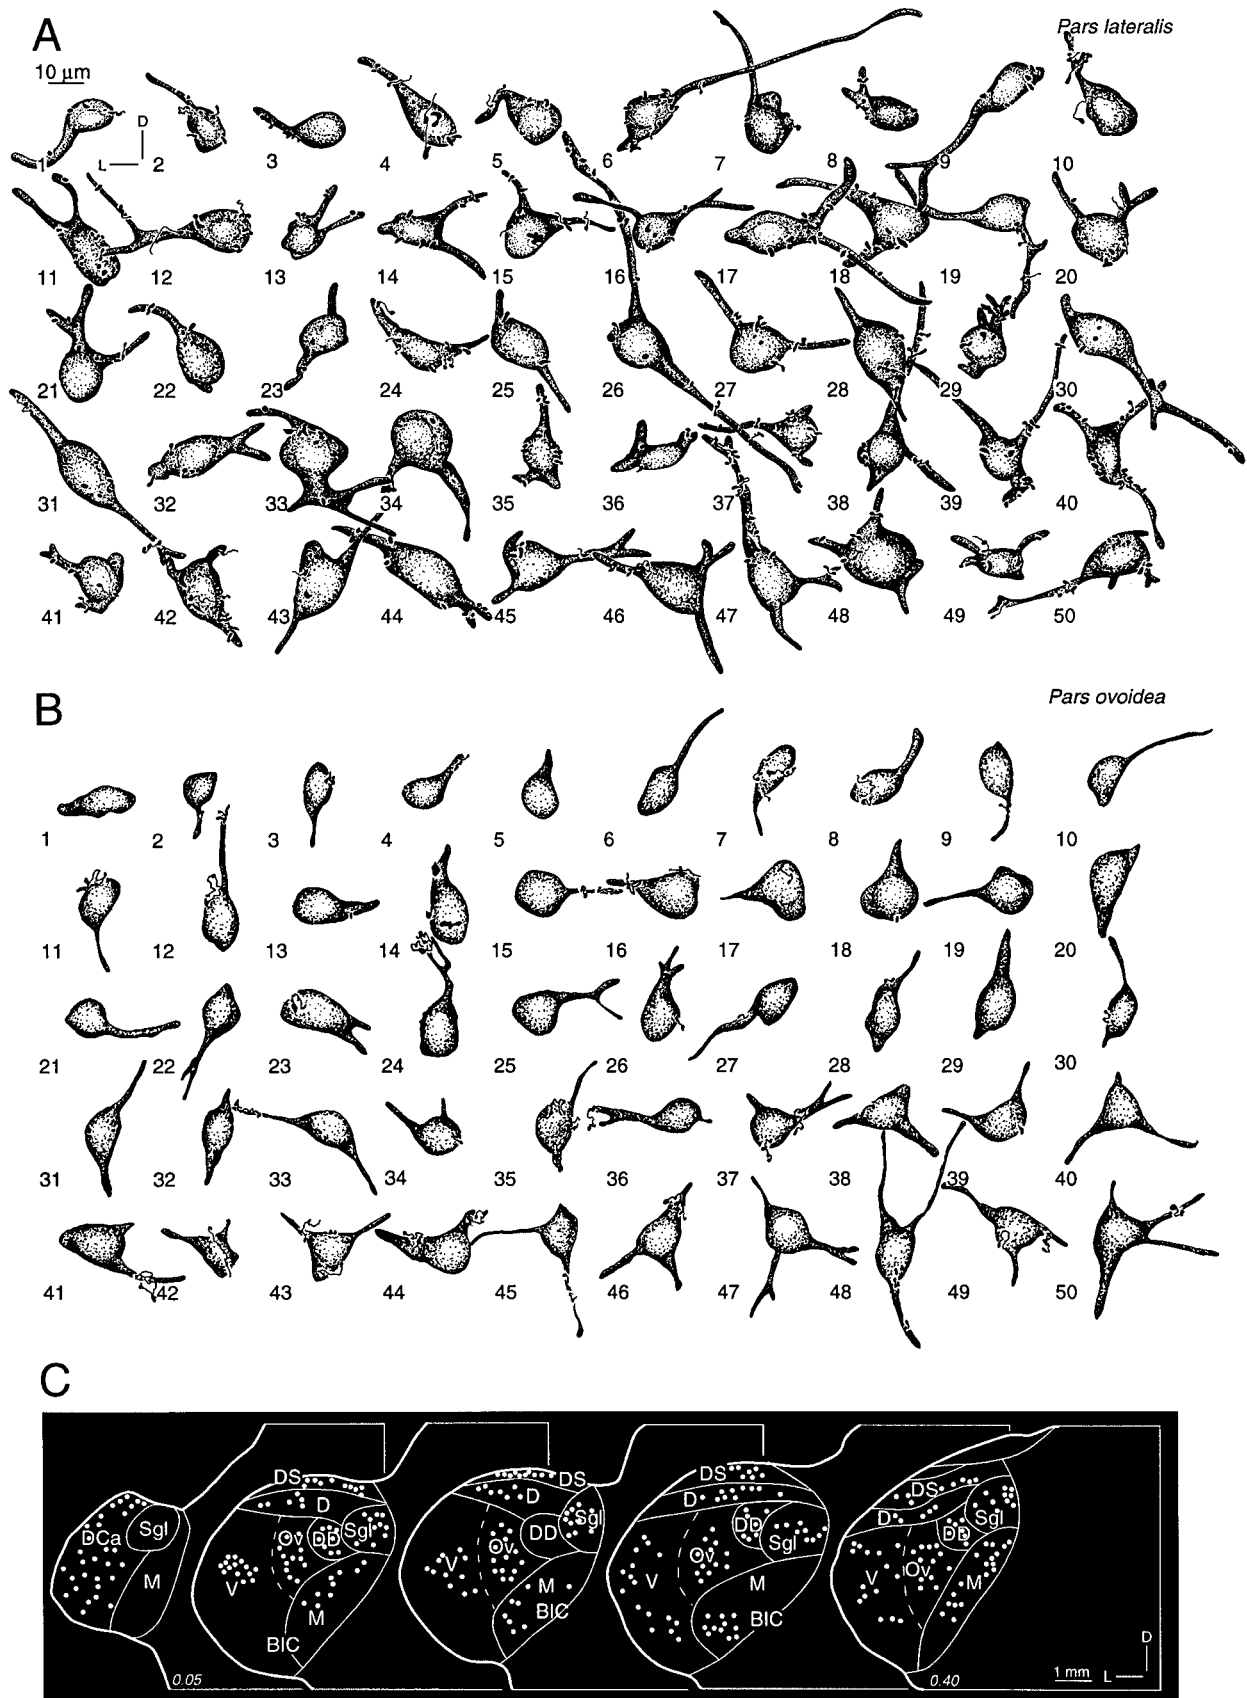 A
Pars lateralis
10 µm
D
L
1 2 3 4 5 6 7 8 9 10
11 12 13 14 15 16 17 18 19 20
21 22 23 24 25 26 27 28 29 30
31 32 33 34 35 36 37 38 39 40
41 42 43 44 45 46 47 48 49 50
B
Pars ovoidea
1 2 3 4 5 6 7 8 9 10
11 12 13 14 15 16 17 18 19 20
21 22 23 24 25 26 27 28 29 30
31 32 33 34 35 36 37 38 39 40
41 42 43 44 45 46 47 48 49 50
C
DCa Sgl M 0.05
DS D Ov DD Sgl V M BIC
DS D DD Sgl Ov V M BIC
DS D DD Sgl Ov V M BIC
DS D DD Sgl Ov V M 0.40
1 mm L D